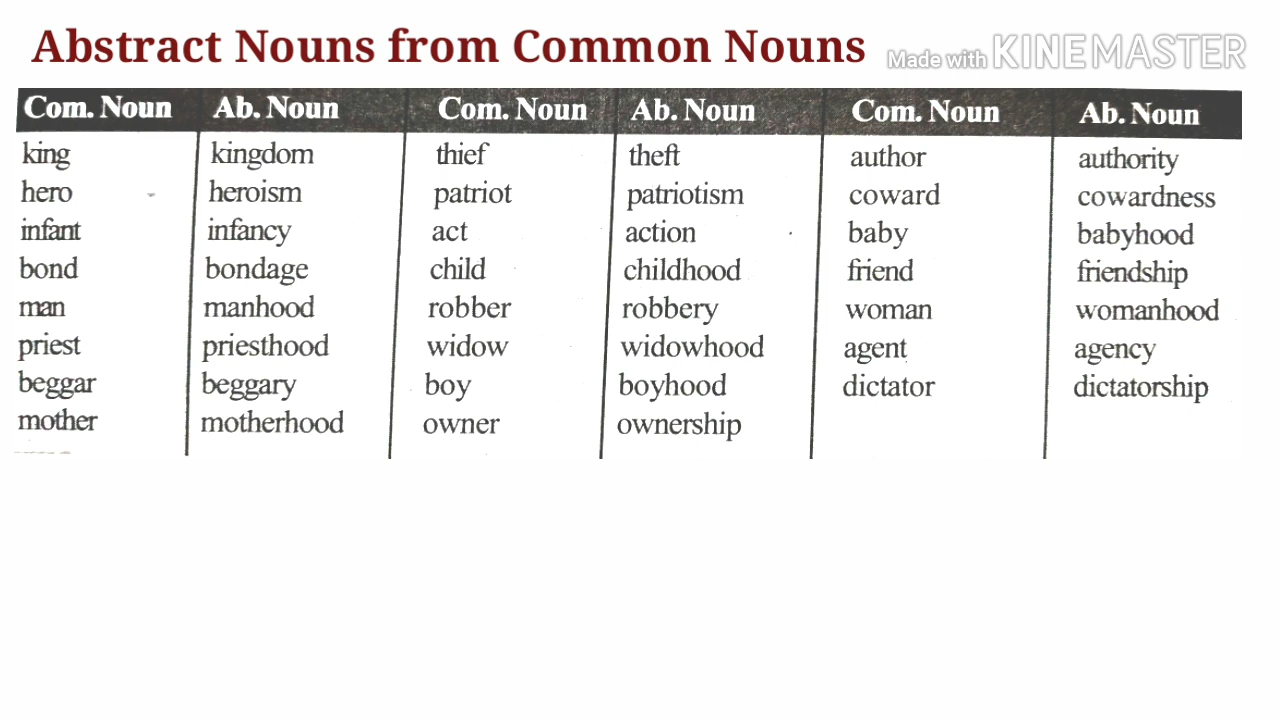 Abstract Nouns from Common Nouns
Made with KINEMASTER
Com. Noun Ab. Noun Com. Noun Ab. Noun Com. Noun Ab. Noun
king kingdom thief theft author authority
hero heroism patriot patriotism coward cowardness
infant infancy act action baby babyhood
bond bondage child childhood friend friendship
man manhood robber robbery woman womanhood
priest priesthood widow widowhood agent agency
beggar beggary boy boyhood dictator dictatorship
mother motherhood owner ownership